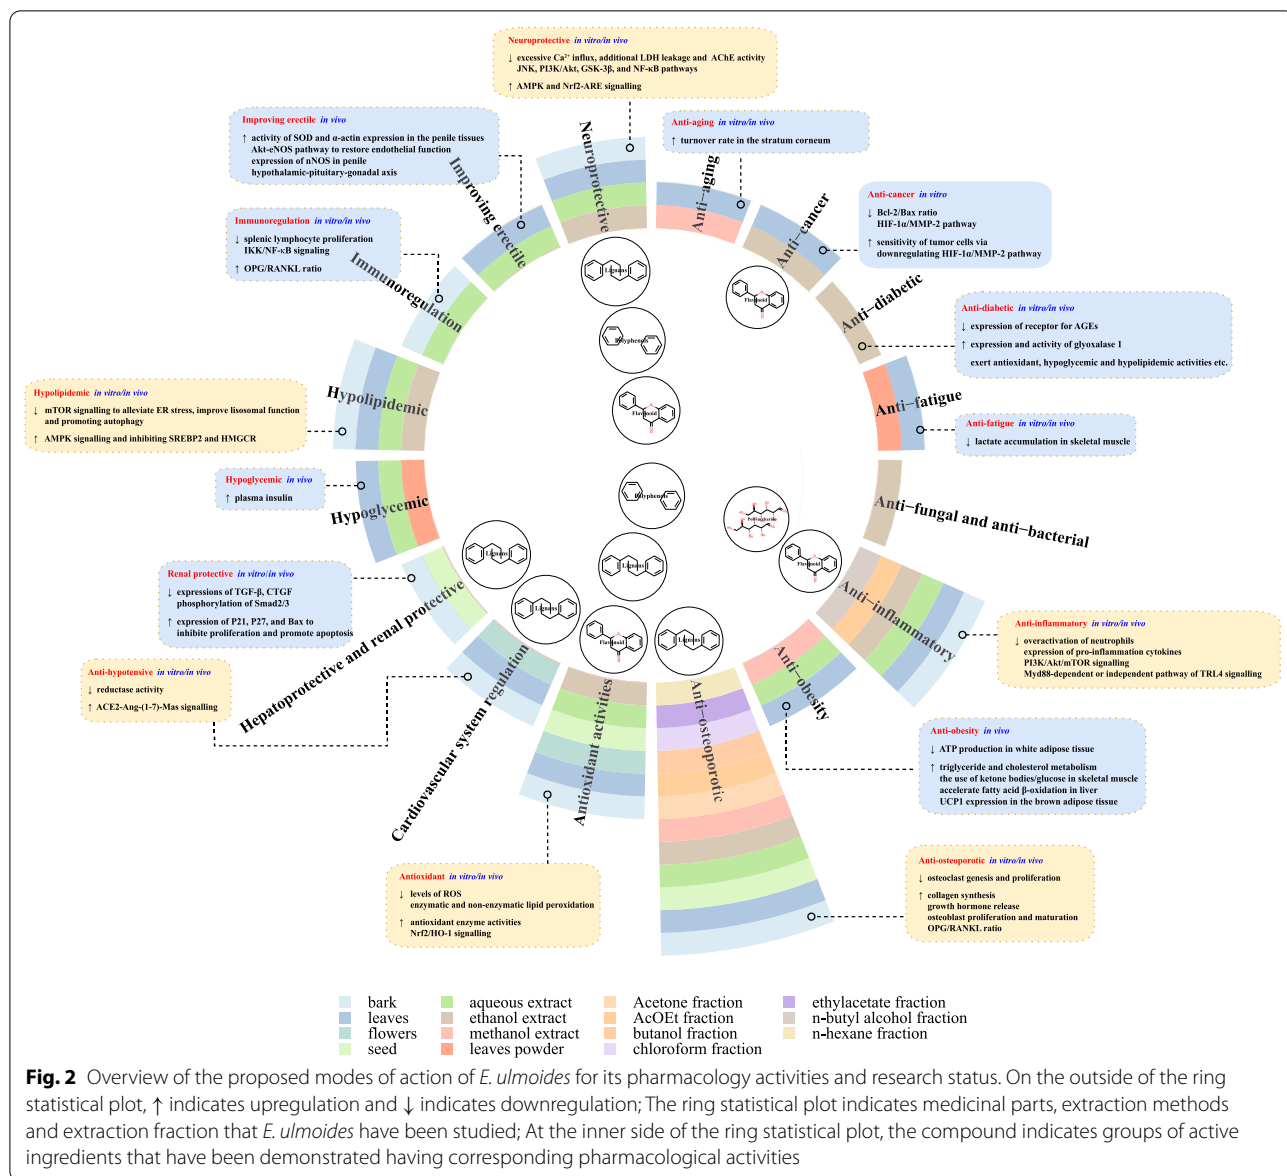 Neuroprotective in vitro/in vivo
↓ excessive Ca²⁺ influx, additional LDH leakage and AChE activity
JNK, PI3K/Akt, GSK-3β, and NF-κB pathways
↑ AMPK and Nrf2-ARE signalling
Improving erectile in vivo
↑ activity of SOD and α-actin expression in the penile tissues
Akt-eNOS pathway to restore endothelial function
expression of nNOS in penile
hypothalamic-pituitary-gonadal axis
Anti-aging in vitro/in vivo
↑ turnover rate in the stratum corneum
Anti-cancer in vitro
↓ Bcl-2/Bax ratio
HIF-1α/MMP-2 pathway
↑ sensitivity of tumor cells via
downregulating HIF-1α/MMP-2 pathway
Immunoregulation in vitro/in vivo
↓ splenic lymphocyte proliferation
IKK/NF-κB signaling
↑ OPG/RANKL ratio
Anti-diabetic in vitro/in vivo
↓ expression of receptor for AGEs
↑ expression and activity of glyoxalase 1
exert antioxidant, hypoglycemic and hypolipidemic activities etc.
Hypolipidemic in vitro/in vivo
↓ mTOR signalling to alleviate ER stress, improve lisosomal function
and promoting autophagy
↑ AMPK signalling and inhibiting SREBP2 and HMGCR
Anti-fatigue in vitro/in vivo
↓ lactate accumulation in skeletal muscle
Hypoglycemic in vivo
↑ plasma insulin
Renal protective in vitro/in vivo
↓ expressions of TGF-β, CTGF
phosphorylation of Smad2/3
↑ expression of P21, P27, and Bax to
inhibite proliferation and promote apoptosis
Anti-inflammatory in vitro/in vivo
↓ overactivation of neutrophils
expression of pro-inflammation cytokines
PI3K/Akt/mTOR signalling
Myd88-dependent or independent pathway of TRL4 signalling
Anti-hypotensive in vitro/in vivo
↓ reductase activity
↑ ACE2-Ang-(1-7)-Mas signalling
Anti-obesity in vivo
↓ ATP production in white adipose tissue
↑ triglyceride and cholesterol metabolism
the use of ketone bodies/glucose in skeletal muscle
accelerate fatty acid β-oxidation in liver
UCP1 expression in the brown adipose tissue
Antioxidant in vitro/in vivo
↓ levels of ROS
enzymatic and non-enzymatic lipid peroxidation
↑ antioxidant enzyme activities
Nrf2/HO-1 signalling
Anti-osteoporotic in vitro/in vivo
↓ osteoclast genesis and proliferation
↑ collagen synthesis
growth hormone release
osteoblast proliferation and maturation
OPG/RANKL ratio
Neuroprotective
Anti−aging
Anti−cancer
Anti−diabetic
Anti−fatigue
Anti−fungal and anti−bacterial
Anti−inflammatory
Anti−obesity
Anti−osteoporotic
Antioxidant activities
Cardiovascular system regulation
Hepatoprotective and renal protective
Hypoglycemic
Hypolipidemic
Immunoregulation
Improving erectile
Lignans
Polyphenols
Flavinoid
Flavinoid
Polyphenols
Lignans
Lignans
Lignans
Flavinoid
Lignans
Polysaccharide
Flavinoid
bark
leaves
flowers
seed
aqueous extract
ethanol extract
methanol extract
leaves powder
Acetone fraction
AcOEt fraction
butanol fraction
chloroform fraction
ethylacetate fraction
n-butyl alcohol fraction
n-hexane fraction
Fig. 2 Overview of the proposed modes of action of E. ulmoides for its pharmacology activities and research status. On the outside of the ring
statistical plot, ↑ indicates upregulation and ↓ indicates downregulation; The ring statistical plot indicates medicinal parts, extraction methods
and extraction fraction that E. ulmoides have been studied; At the inner side of the ring statistical plot, the compound indicates groups of active
ingredients that have been demonstrated having corresponding pharmacological activities